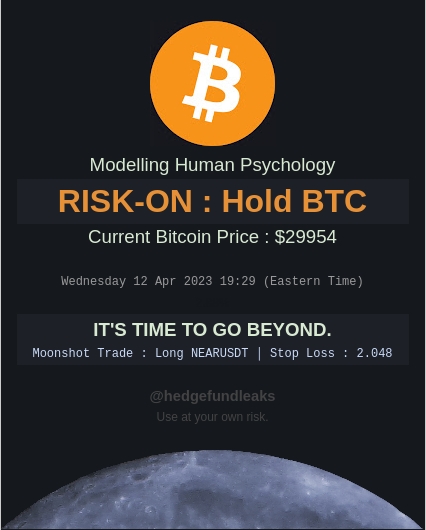 Modelling Human Psychology
RISK-ON : Hold BTC
Current Bitcoin Price : $29954
Wednesday 12 Apr 2023 19:29 (Eastern Time)
IT'S TIME TO GO BEYOND.
Moonshot Trade : Long NEARUSDT | Stop Loss : 2.048
@hedgefundleaks
Use at your own risk.